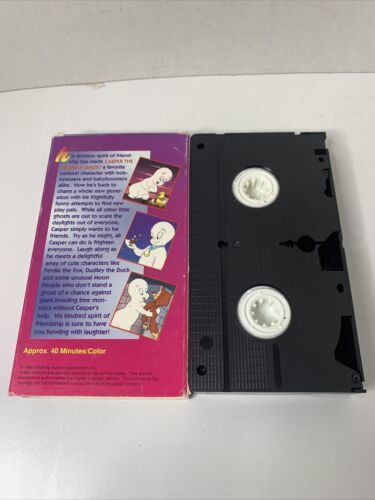 his timeless spirit of friend-
ship has made CASPER THE
FRIENDLY GHOST a favorite
cartoon character with bob-
bysoxers and babyboomers
alike. Now he's back to
charm a whole new gener-
ation with his frightfully
funny attempts to find new
play pals. While all other little
ghosts are out to scare the
daylights out of everyone,
Casper simply wants to be
friends. Try as he might, all
Casper can do is frighten
everyone. Laugh along as
he meets a delightful
array of cute characters like
Ferdie the Fox, Dudley the Duck
and some unusual Moon
People who don't stand a
ghost of a chance against
giant invading tree mon-
sters without Casper's
help. His kindred spirit of
friendship is sure to have
you howling with laughter!
Approx. 40 Minutes/Color